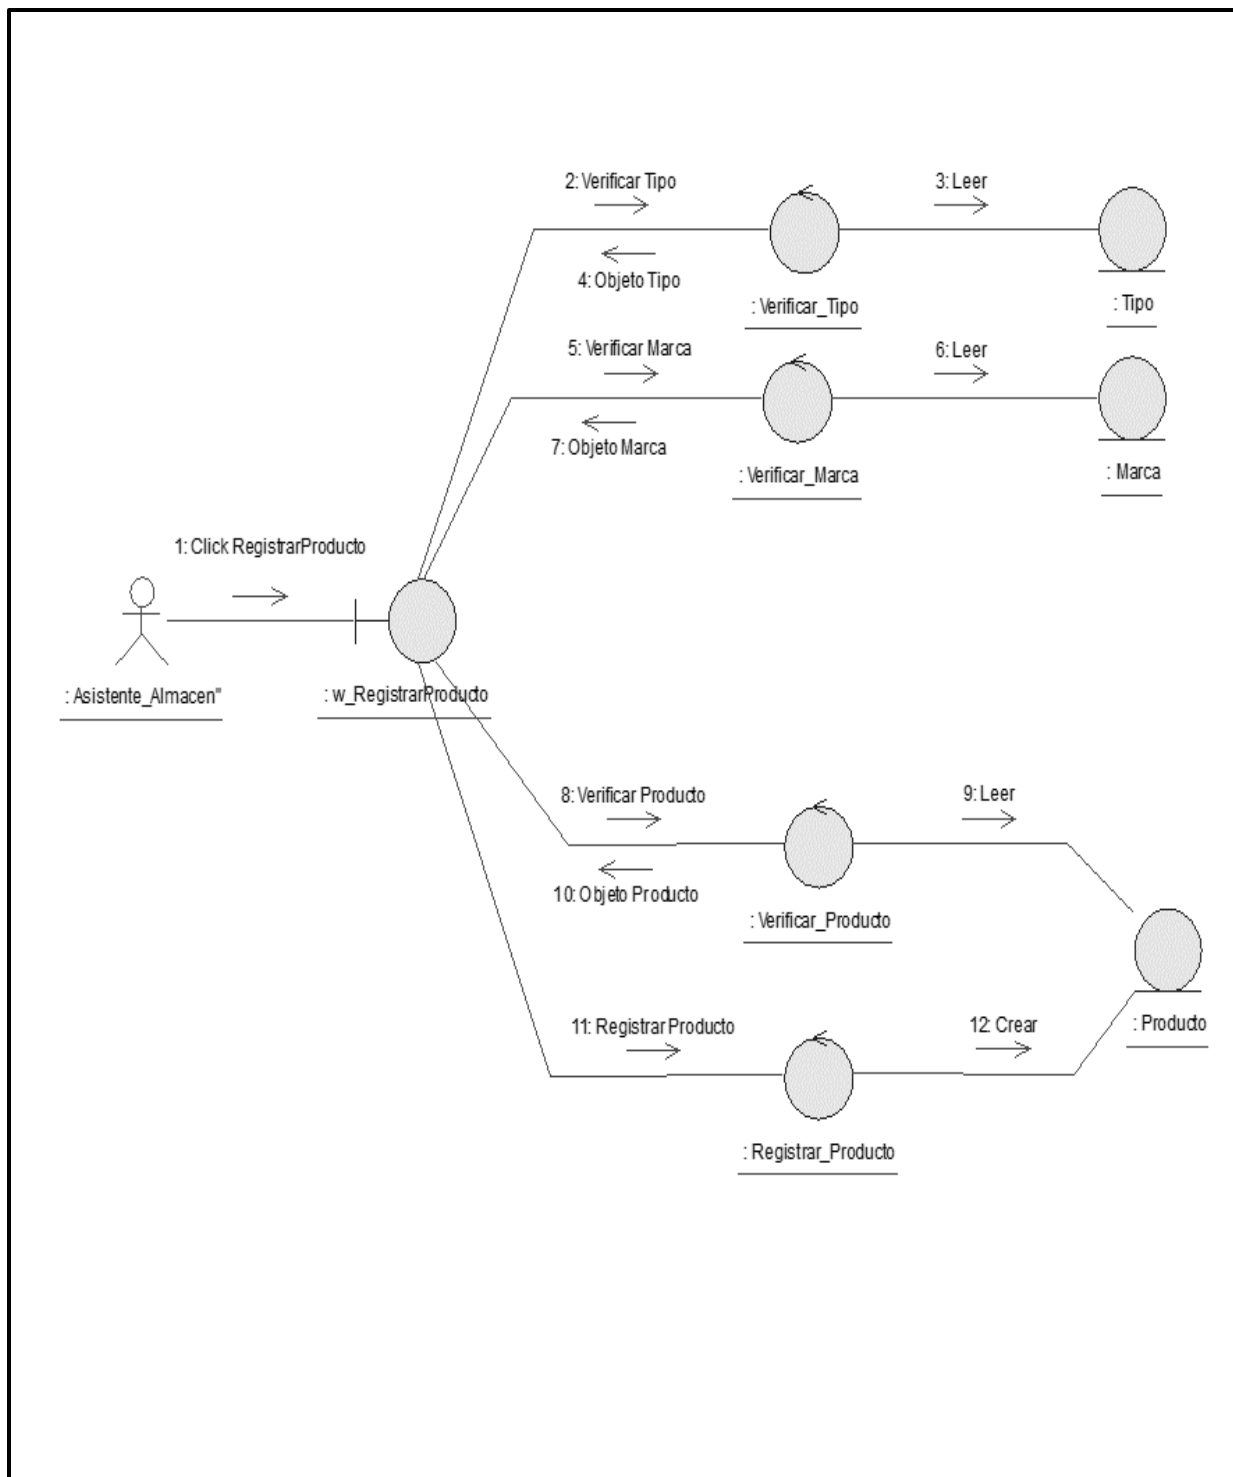 2: Verificar Tipo
3: Leer
4: Objeto Tipo
: Verificar_Tipo
: Tipo
5: Verificar Marca
6: Leer
7: Objeto Marca
: Verificar_Marca
: Marca
1: Click RegistrarProducto
: Asistente_Almacen"
: w_RegistrarProducto
8: Verificar Producto
9: Leer
10: Objeto Producto
: Verificar_Producto
11: Registrar Producto
12: Crear
: Producto
: Registrar_Producto